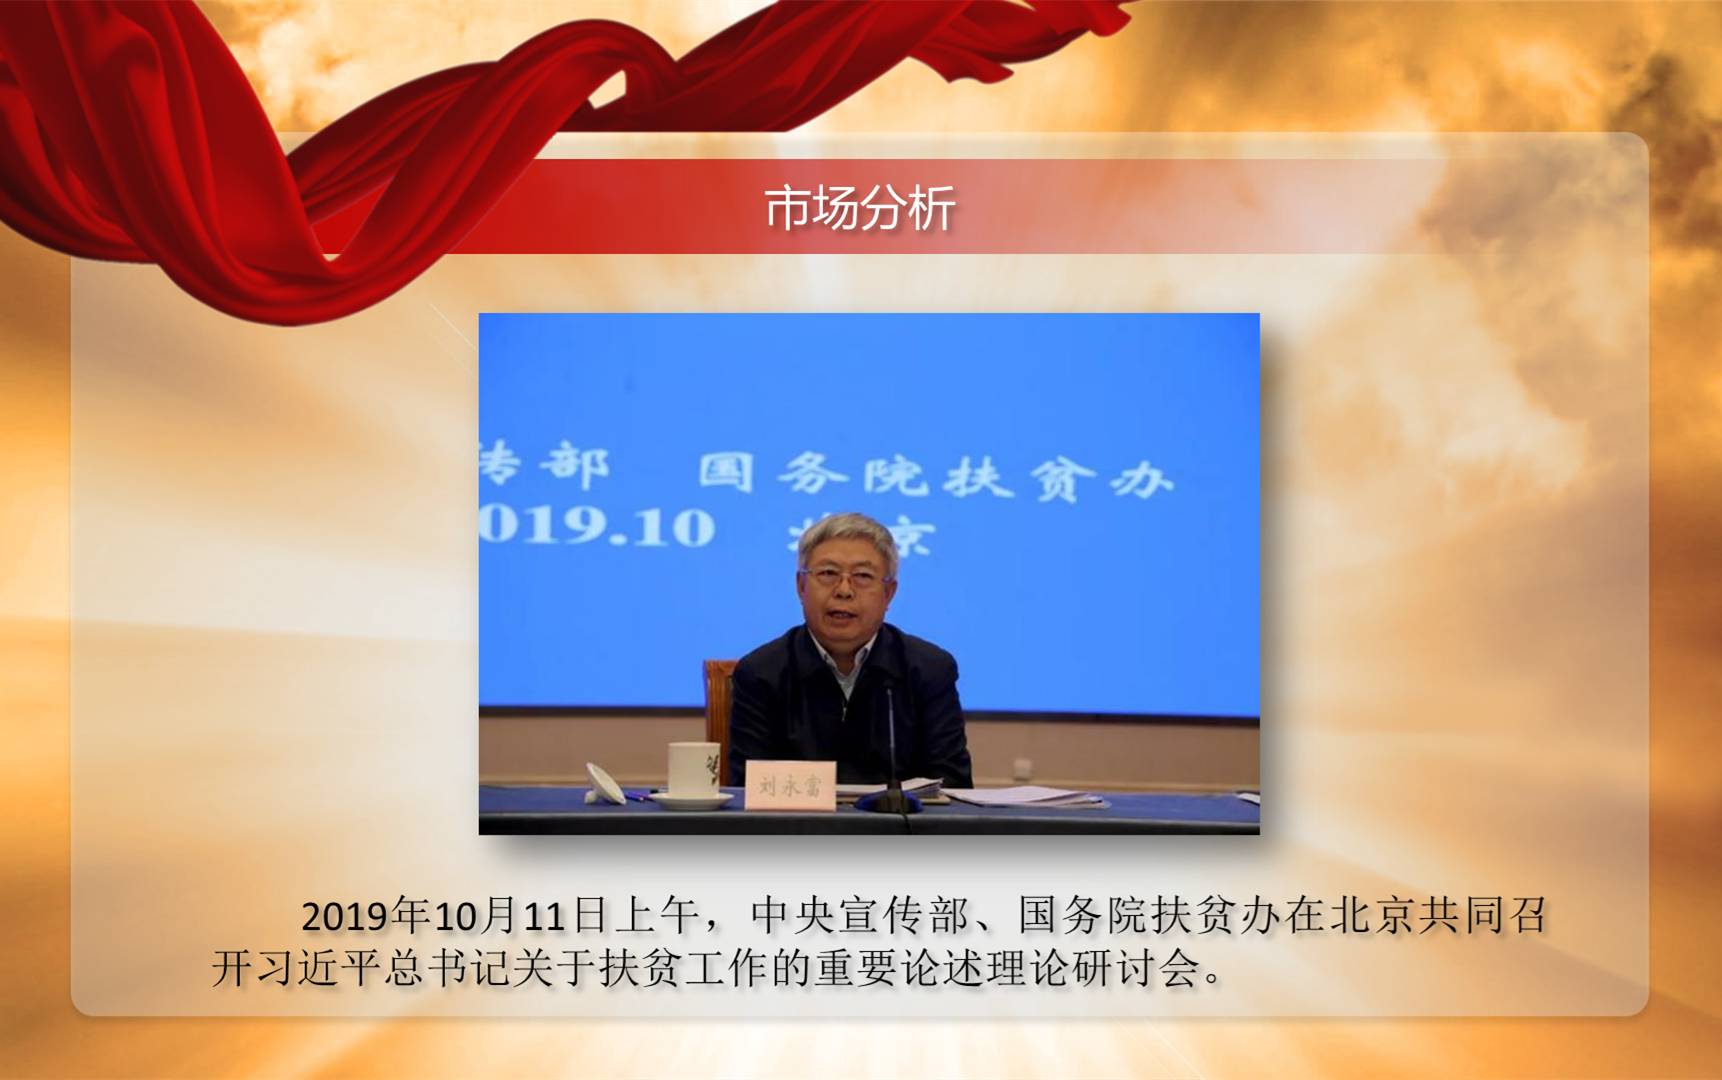 市场分析
传部 国务院扶贫办
2019.10 北京
刘永富
2019年10月11日上午，中央宣传部、国务院扶贫办在北京共同召
开习近平总书记关于扶贫工作的重要论述理论研讨会。